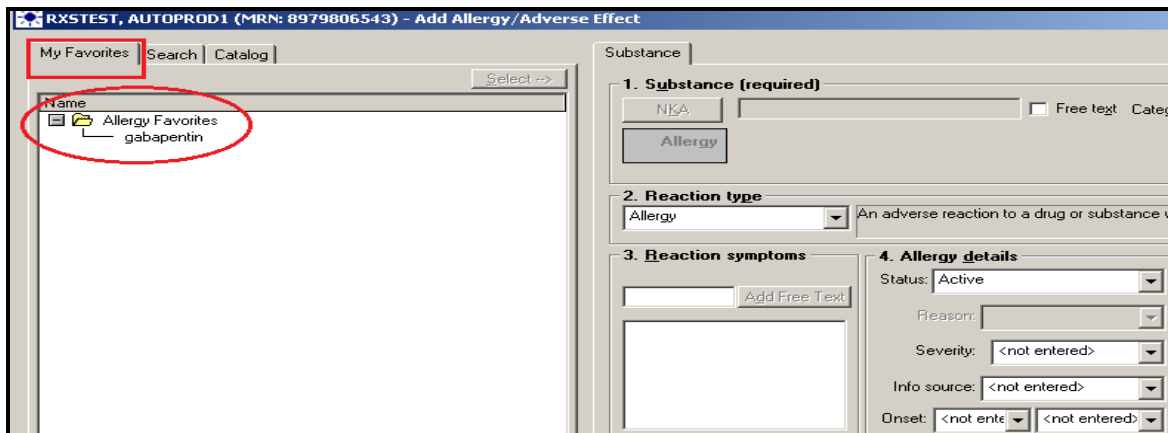 RXSTEST, AUTOPROD1 (MRN: 8979806543) - Add Allergy/Adverse Effect
My Favorites Search Catalog
Select -->
Name
Allergy Favorites
gabapentin
Substance
1. Substance (required)
NKA Free text Categ
Allergy
2. Reaction type
Allergy An adverse reaction to a drug or substance
3. Reaction symptoms
Add Free Text
4. Allergy details
Status: Active
Reason:
Severity: <not entered>
Info source: <not entered>
Onset: <not ente <not entered>